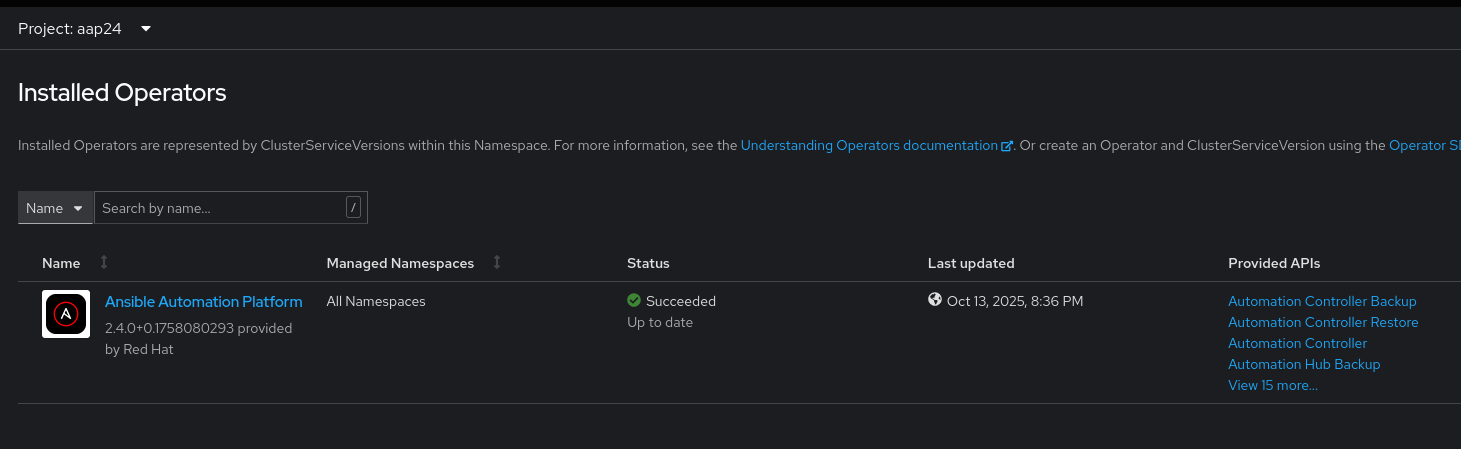 Project: aap24
Installed Operators
Installed Operators are represented by ClusterServiceVersions within this Namespace. For more information, see the Understanding Operators documentation. Or create an Operator and ClusterServiceVersion using the Operator
Name Search by name... /
Name Managed Namespaces Status Last updated Provided APIs
Ansible Automation Platform All Namespaces Succeeded Oct 13, 2025, 8:36 PM Automation Controller Backup
2.4.0+0.1758080293 provided Up to date Automation Controller Restore
by Red Hat Automation Controller
Automation Hub Backup
View 15 more...